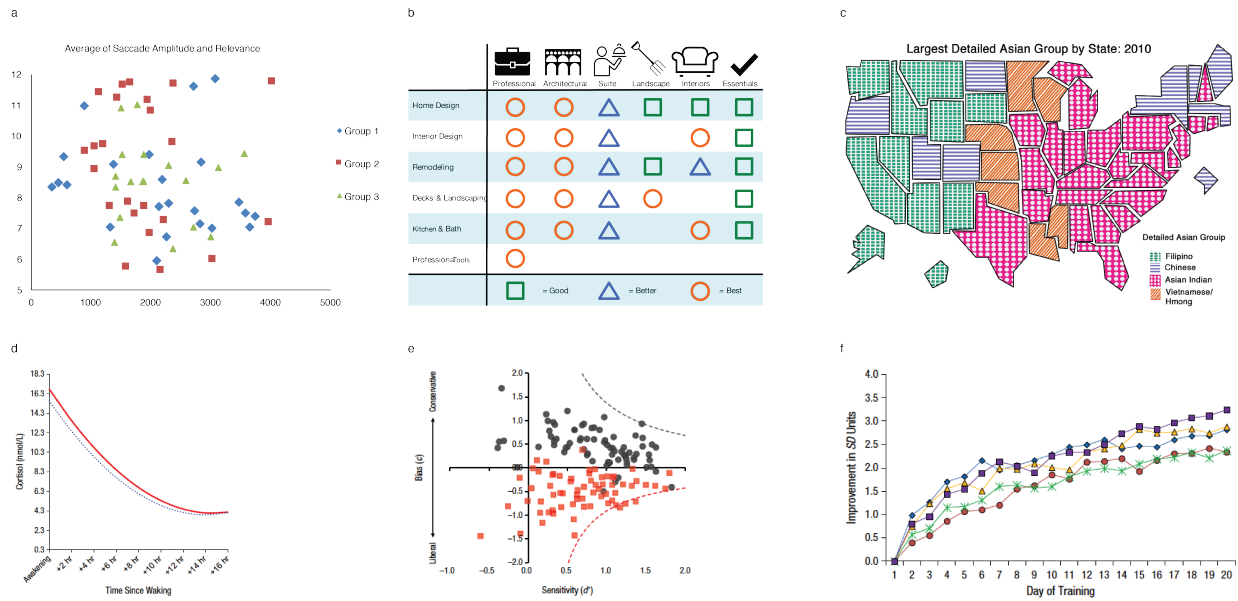 a
Average of Saccade Amplitude and Relevance
12
11
10
9
8
7
6
5
0 1000 2000 3000 4000 5000
Group 1
Group 2
Group 3
b
Professional Architectural Suite Landscape Interiors Essentials
Home Design
Interior Design
Remodeling
Decks & Landscaping
Kitchen & Bath
ProfessionalTools
= Good = Better = Best
c
Largest Detailed Asian Group by State: 2010
Detailed Asian Group
Filipino
Chinese
Asian Indian
Vietnamese/
Hmong
d
18.3
16.3
14.3
12.3
10.3
8.3
6.3
4.3
2.3
0.3
Cortisol (nmol/L)
Awakening +2 hr +4 hr +6 hr +8 hr +10 hr +12 hr +14 hr +16 hr
Time Since Waking
e
Conservative
Bias (c)
Liberal
2.0
1.5
1.0
0.5
0.0
−0.5
−1.0
−1.5
−2.0
−1.0 −0.5 0.0 0.5 1.0 1.5 2.0
Sensitivity (d')
f
4.0
3.5
3.0
2.5
2.0
1.5
1.0
0.5
0.0
Improvement in SD Units
1 2 3 4 5 6 7 8 9 10 11 12 13 14 15 16 17 18 19 20
Day of Training